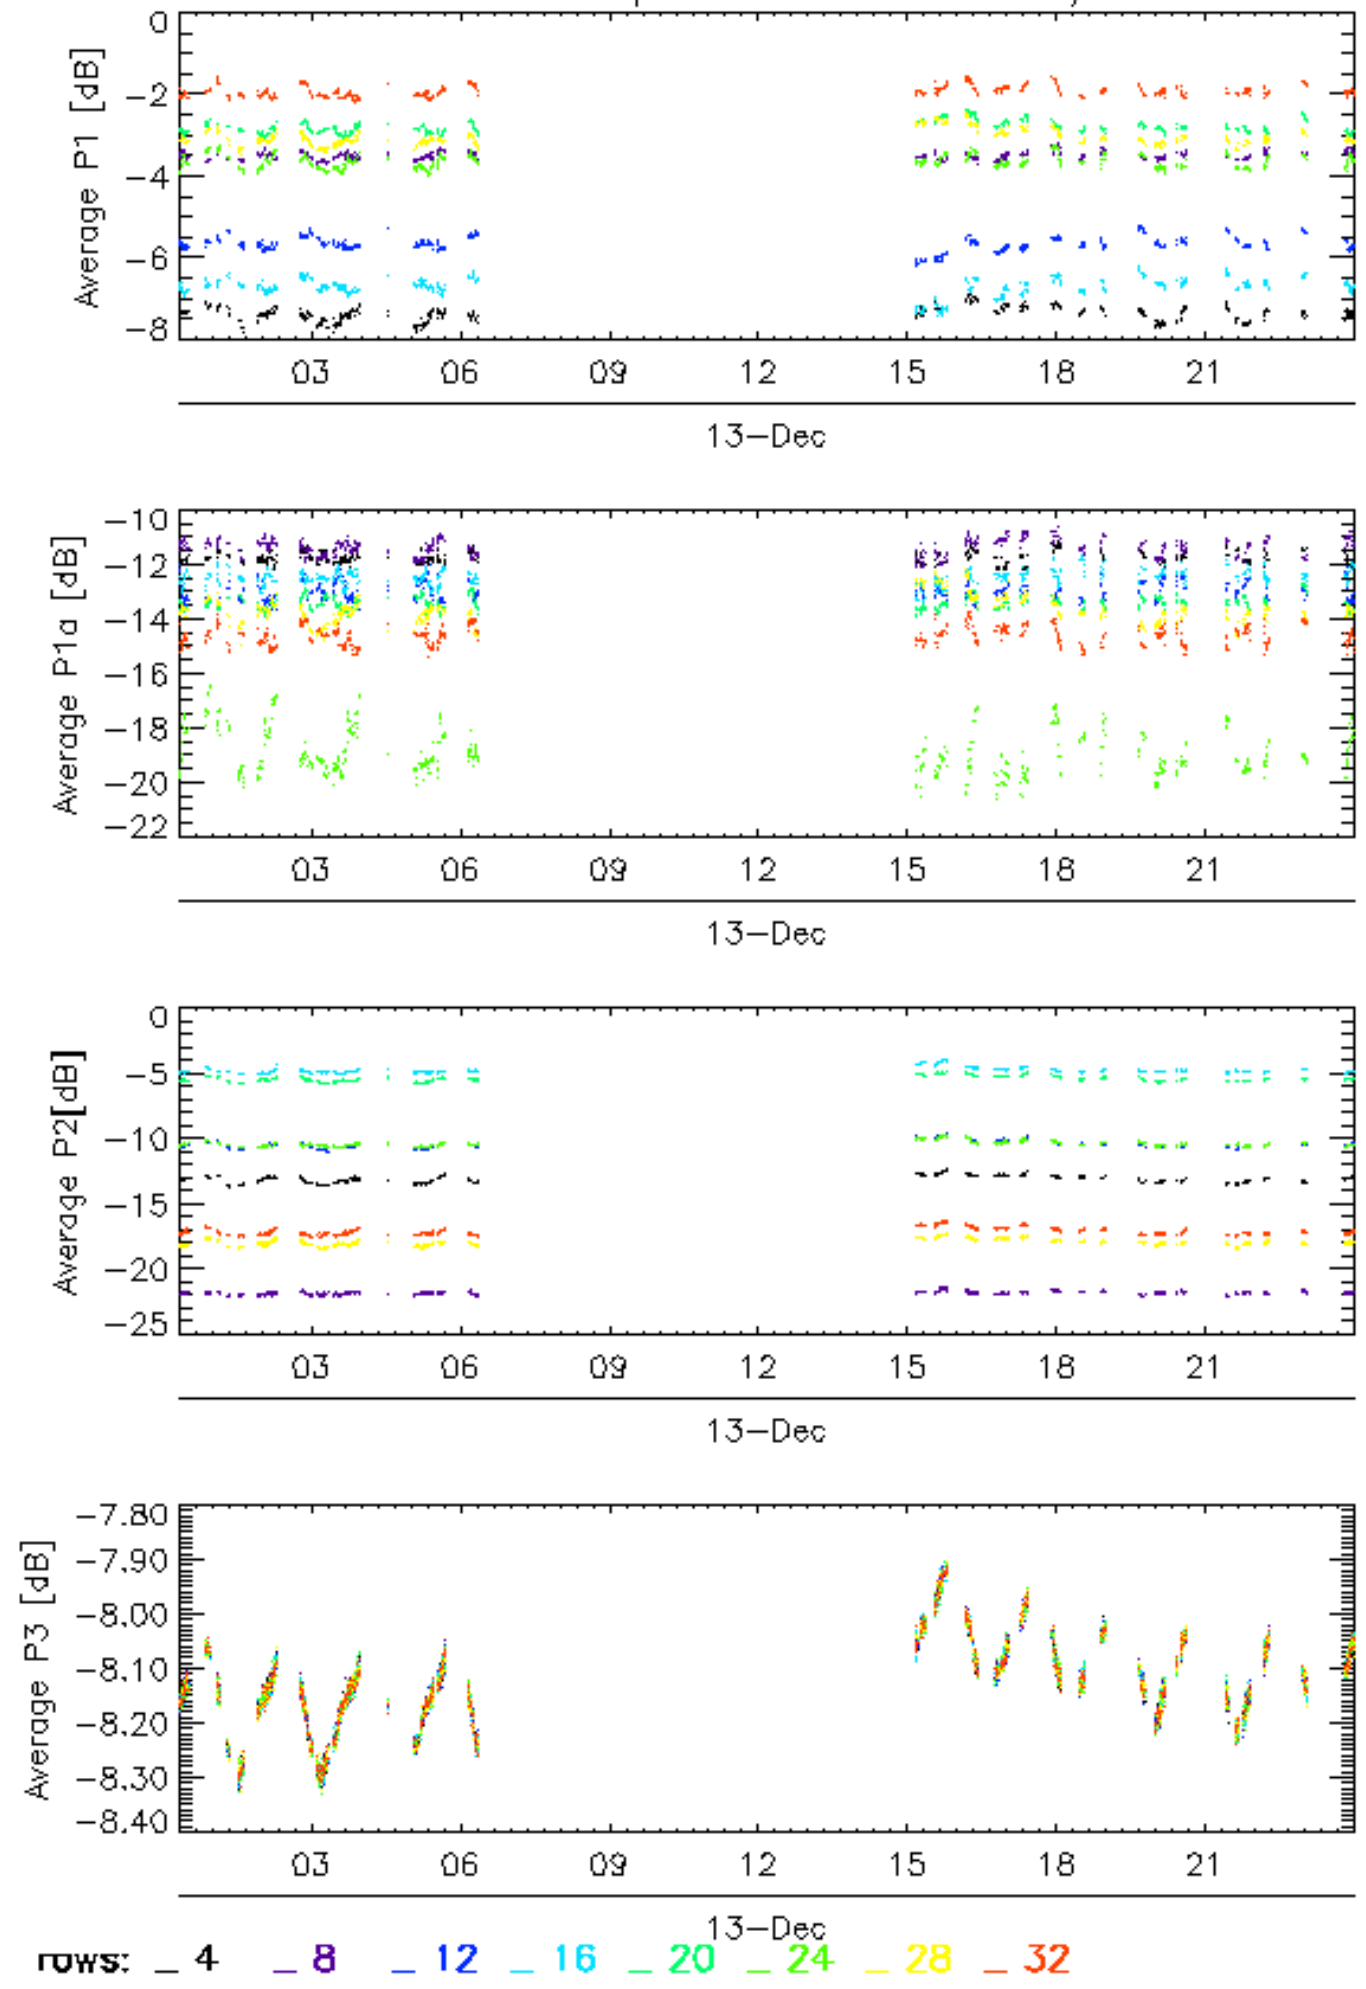 0
-2
-4
-6
-8
Average P1 [dB]
03 06 09 12 15 18 21
13-Dec
-10
-12
-14
-16
-18
-20
-22
Average P1a [dB]
03 06 09 12 15 18 21
13-Dec
0
-5
-10
-15
-20
-25
Average P2[dB]
03 06 09 12 15 18 21
13-Dec
-7.80
-7.90
-8.00
-8.10
-8.20
-8.30
-8.40
Average P3 [dB]
03 06 09 12 15 18 21
13-Dec
rows: _ 4 _ 8 _ 12 _ 16 _ 20 _ 24 _ 28 _ 32